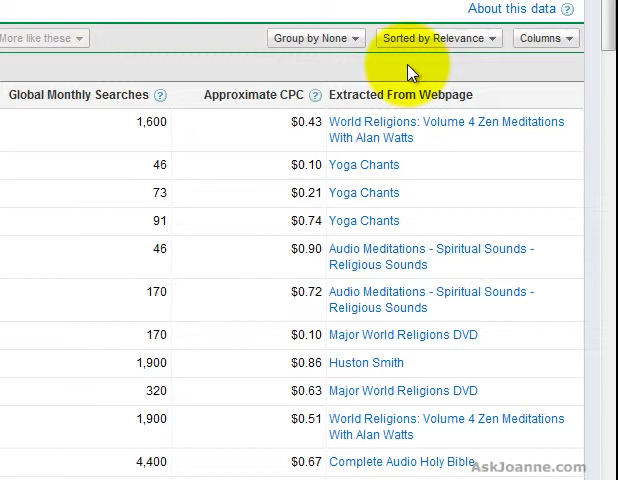 About this data ?
More like these
Group by None
Sorted by Relevance
Columns
Global Monthly Searches ? Approximate CPC ? Extracted From Webpage
1,600 $0.43 World Religions: Volume 4 Zen Meditations
With Alan Watts
46 $0.10 Yoga Chants
73 $0.21 Yoga Chants
91 $0.74 Yoga Chants
46 $0.90 Audio Meditations - Spiritual Sounds -
Religious Sounds
170 $0.72 Audio Meditations - Spiritual Sounds -
Religious Sounds
170 $0.10 Major World Religions DVD
1,900 $0.86 Huston Smith
320 $0.63 Major World Religions DVD
1,900 $0.51 World Religions: Volume 4 Zen Meditations
With Alan Watts
4,400 $0.67 Complete Audio Holy Bible
AskJoanne.com